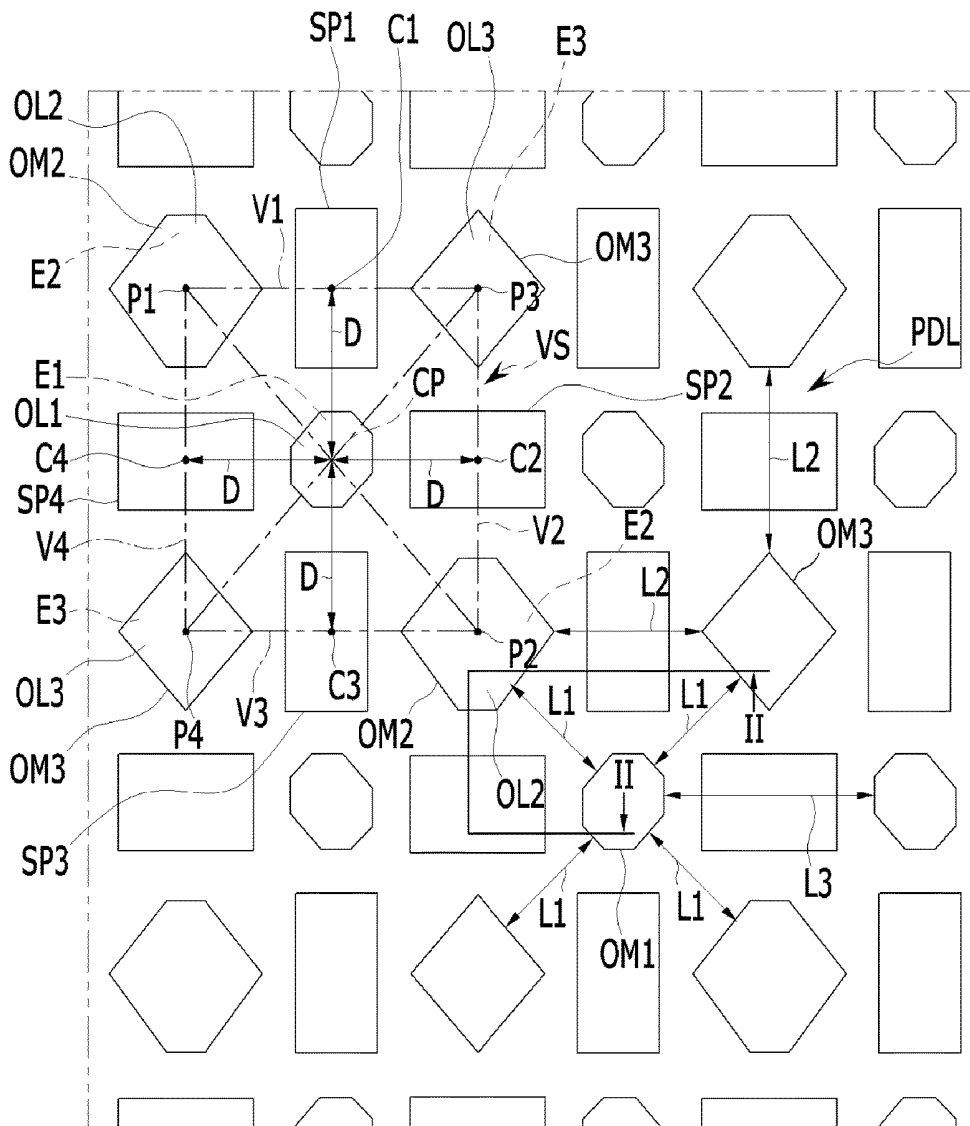 SP1 C1 OL3 E3
OL2
OM2
V1
E2 P1 P3 OM3
D VS PDL
E1 CP SP2
OL1
C4 D D C2 L2
SP4
V4 V2 E2 OM3
E3 D L2
OL3 C3 P2
P4 V3 OM2 L1 L1 II
OM3 OL2 II
SP3 L3
L1 L1
OM1